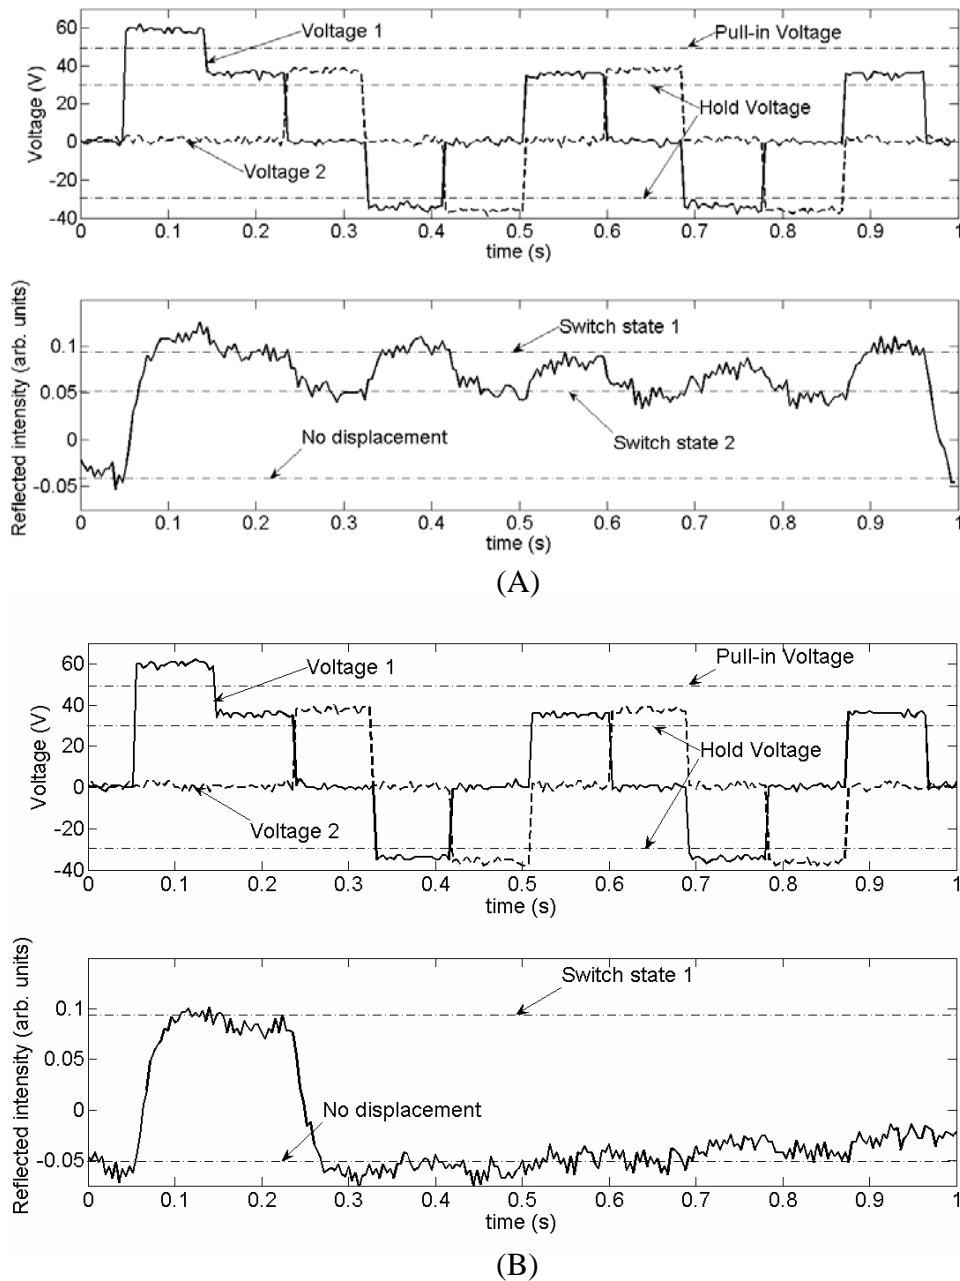 60
40
20
0
-20
-40
Voltage (V)
Voltage 1
Pull-in Voltage
Hold Voltage
Voltage 2
0 0.1 0.2 0.3 0.4 0.5 0.6 0.7 0.8 0.9 1
time (s)
0.1
0.05
0
-0.05
Reflected intensity (arb. units)
Switch state 1
No displacement
Switch state 2
0 0.1 0.2 0.3 0.4 0.5 0.6 0.7 0.8 0.9 1
time (s)
(A)
60
40
20
0
-20
-40
Voltage (V)
Voltage 1
Pull-in Voltage
Hold Voltage
Voltage 2
0 0.1 0.2 0.3 0.4 0.5 0.6 0.7 0.8 0.9 1
time (s)
0.1
0.05
0
-0.05
Reflected intensity (arb. units)
Switch state 1
No displacement
0 0.1 0.2 0.3 0.4 0.5 0.6 0.7 0.8 0.9 1
time (s)
(B)